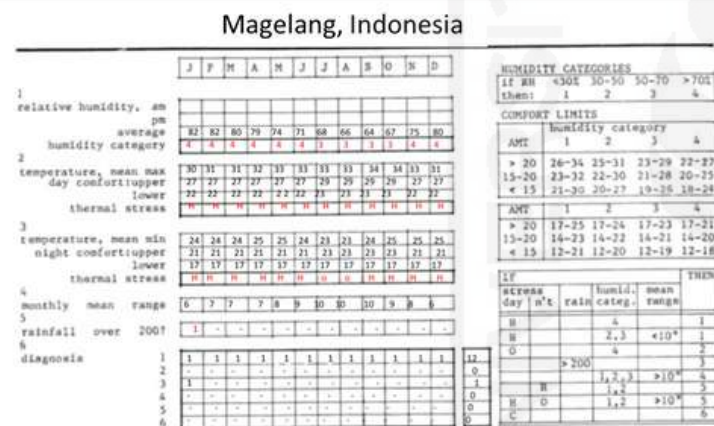 Magelang, Indonesia
J F M A M J J A S O N D
1
relative humidity, am
pm
average 82 82 80 79 74 71 68 66 64 67 75 80
humidity category 4 4 4 4 4 4 3 3 3 3 4 4
2
temperature, mean max 30 31 31 32 33 33 33 33 34 34 33 31
day comfort:upper 27 27 27 27 27 27 29 29 29 29 27 27
lower 22 22 22 22 22 22 23 23 23 23 22 22
thermal stress H H H H H H H H H H H H
3
temperature, mean min 24 24 24 25 25 24 23 23 24 25 25 25
night comfort:upper 21 21 21 21 21 21 23 23 23 23 21 21
lower 17 17 17 17 17 17 17 17 17 17 17 17
thermal stress H H H H H H O O H H H H
4
monthly mean range 6 7 7 7 8 9 10 10 10 9 8 6
5
rainfall over 200? 1 - - - - - - - - - - -
6
diagnosis 1 1 1 1 1 1 1 1 1 1 1 1 1 12
2 - - - - - - - - - - - - 0
3 1 - - - - - - - - - - - 1
4 - - - - - - - - - - - - 0
5 - - - - - - - - - - - - 0
6 - - - - - - - - - - - - 0
HUMIDITY CATEGORIES
if RH <30% 30-50 50-70 >70%
then: 1 2 3 4
COMFORT LIMITS
humidity category
AMT 1 2 3 4
> 20 26-34 25-31 23-29 22-27
15-20 23-32 22-30 21-28 20-25
< 15 21-30 20-27 19-26 18-24
AMT 1 2 3 4
> 20 17-25 17-24 17-23 17-21
15-20 14-23 14-22 14-21 14-20
< 15 12-21 12-20 12-19 12-18
IF THEN
stress humid. mean
day n't rain categ. range
H 4 1
H 2,3 <10° 1
O 4 2
>200 3
1,2,3 >10° 4
H 1,2 5
H O 1,2 >10° 5
C 6